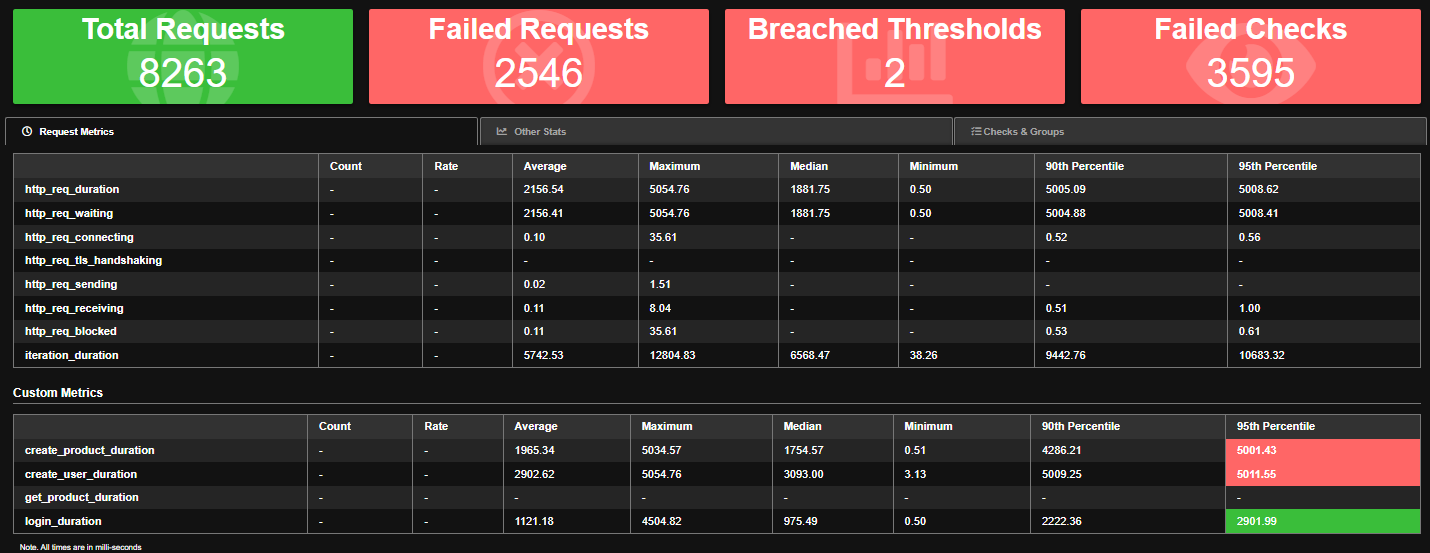 Total Requests Failed Requests Breached Thresholds Failed Checks
8263 2546 2 3595
Request Metrics Other Stats Checks & Groups
Count Rate Average Maximum Median Minimum 90th Percentile 95th Percentile
http_req_duration - - 2156.54 5054.76 1881.75 0.50 5005.09 5008.62
http_req_waiting - - 2156.41 5054.76 1881.75 0.50 5004.88 5008.41
http_req_connecting - - 0.10 35.61 - - 0.52 0.56
http_req_tls_handshaking - - - - - - - -
http_req_sending - - 0.02 1.51 - - - -
http_req_receiving - - 0.11 8.04 - - 0.51 1.00
http_req_blocked - - 0.11 35.61 - - 0.53 0.61
iteration_duration - - 5742.53 12804.83 6568.47 38.26 9442.76 10683.32
Custom Metrics
Count Rate Average Maximum Median Minimum 90th Percentile 95th Percentile
create_product_duration - - 1965.34 5034.57 1754.57 0.51 4286.21 5001.43
create_user_duration - - 2902.62 5054.76 3093.00 3.13 5009.25 5011.55
get_product_duration - - - - - - - -
login_duration - - 1121.18 4504.82 975.49 0.50 2222.36 2901.99
Note. All times are in milli-seconds